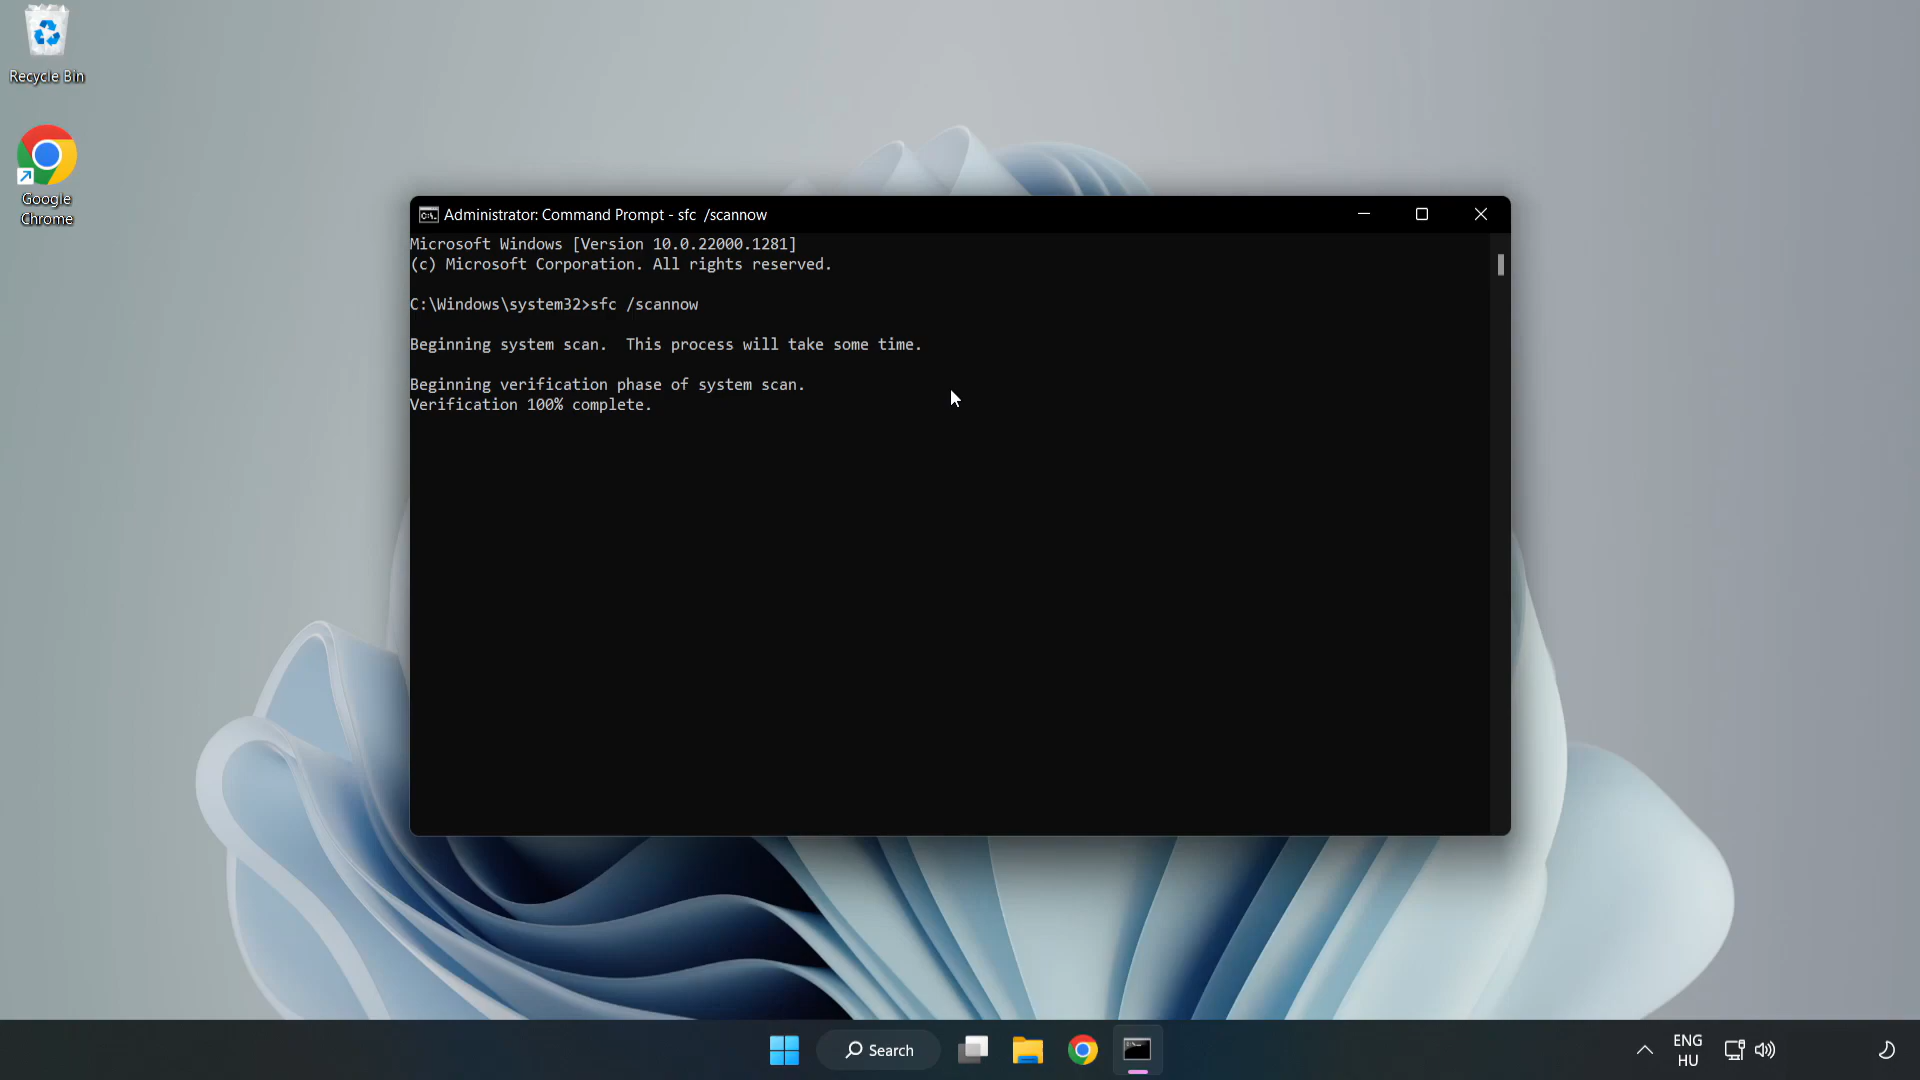 Recycle Bin
Google
Chrome
Administrator: Command Prompt - sfc  /scannow
Microsoft Windows [Version 10.0.22000.1281]
(c) Microsoft Corporation. All rights reserved.
C:\Windows\system32>sfc /scannow
Beginning system scan.  This process will take some time.
Beginning verification phase of system scan.
Verification 100% complete.
Search
ENG
HU